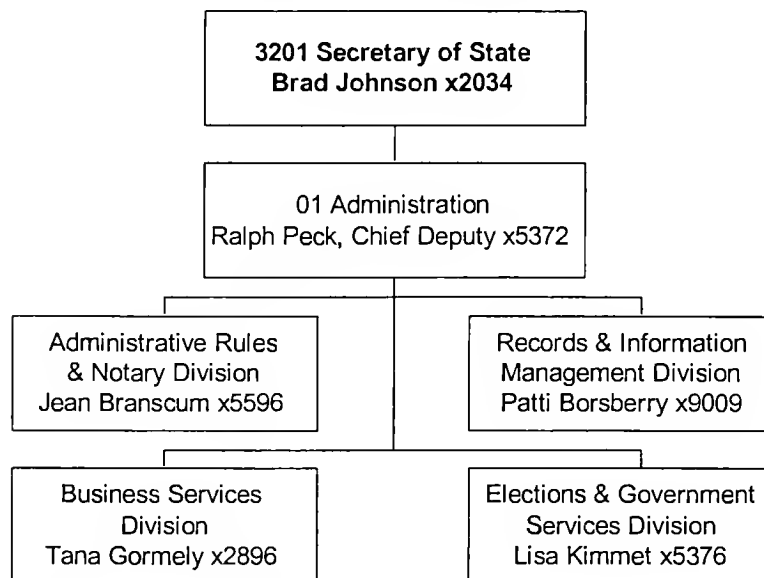 3201 Secretary of State
Brad Johnson x2034
01 Administration
Ralph Peck, Chief Deputy x5372
Administrative Rules
& Notary Division
Jean Branscum x5596
Records & Information
Management Division
Patti Borsberry x9009
Business Services
Division
Tana Gormely x2896
Elections & Government
Services Division
Lisa Kimmet x5376